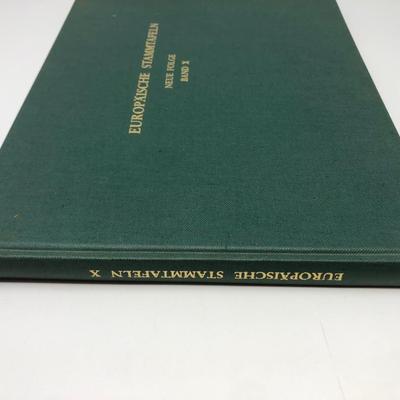 EUROPÄISCHE STAMMTAFELN
NEUE FOLGE
BAND X
EUROPÄISCHE STAMMTAFELN X